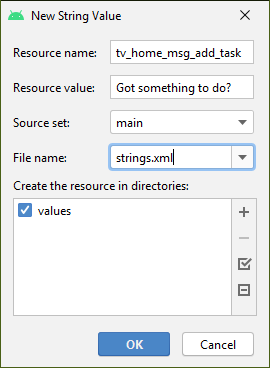 New String Value
Resource name: tv_home_msg_add_task
Resource value: Got something to do?
Source set: main
File name: strings.xml
Create the resource in directories:
values
OK Cancel